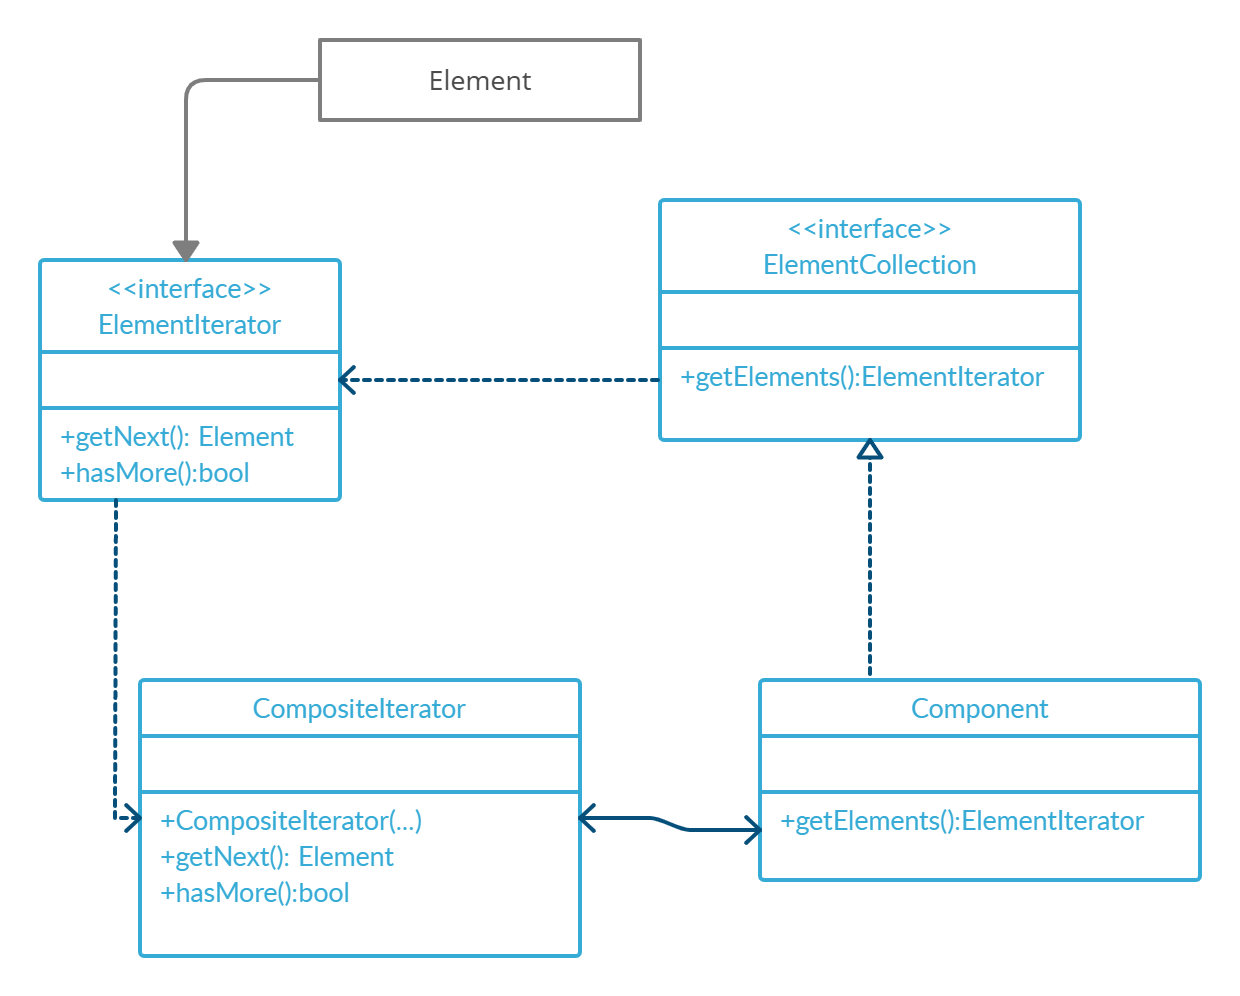 Element
<<interface>>
ElementIterator
+getNext(): Element
+hasMore():bool
<<interface>>
ElementCollection
+getElements():ElementIterator
CompositeIterator
+CompositeIterator(...)
+getNext(): Element
+hasMore():bool
Component
+getElements():ElementIterator